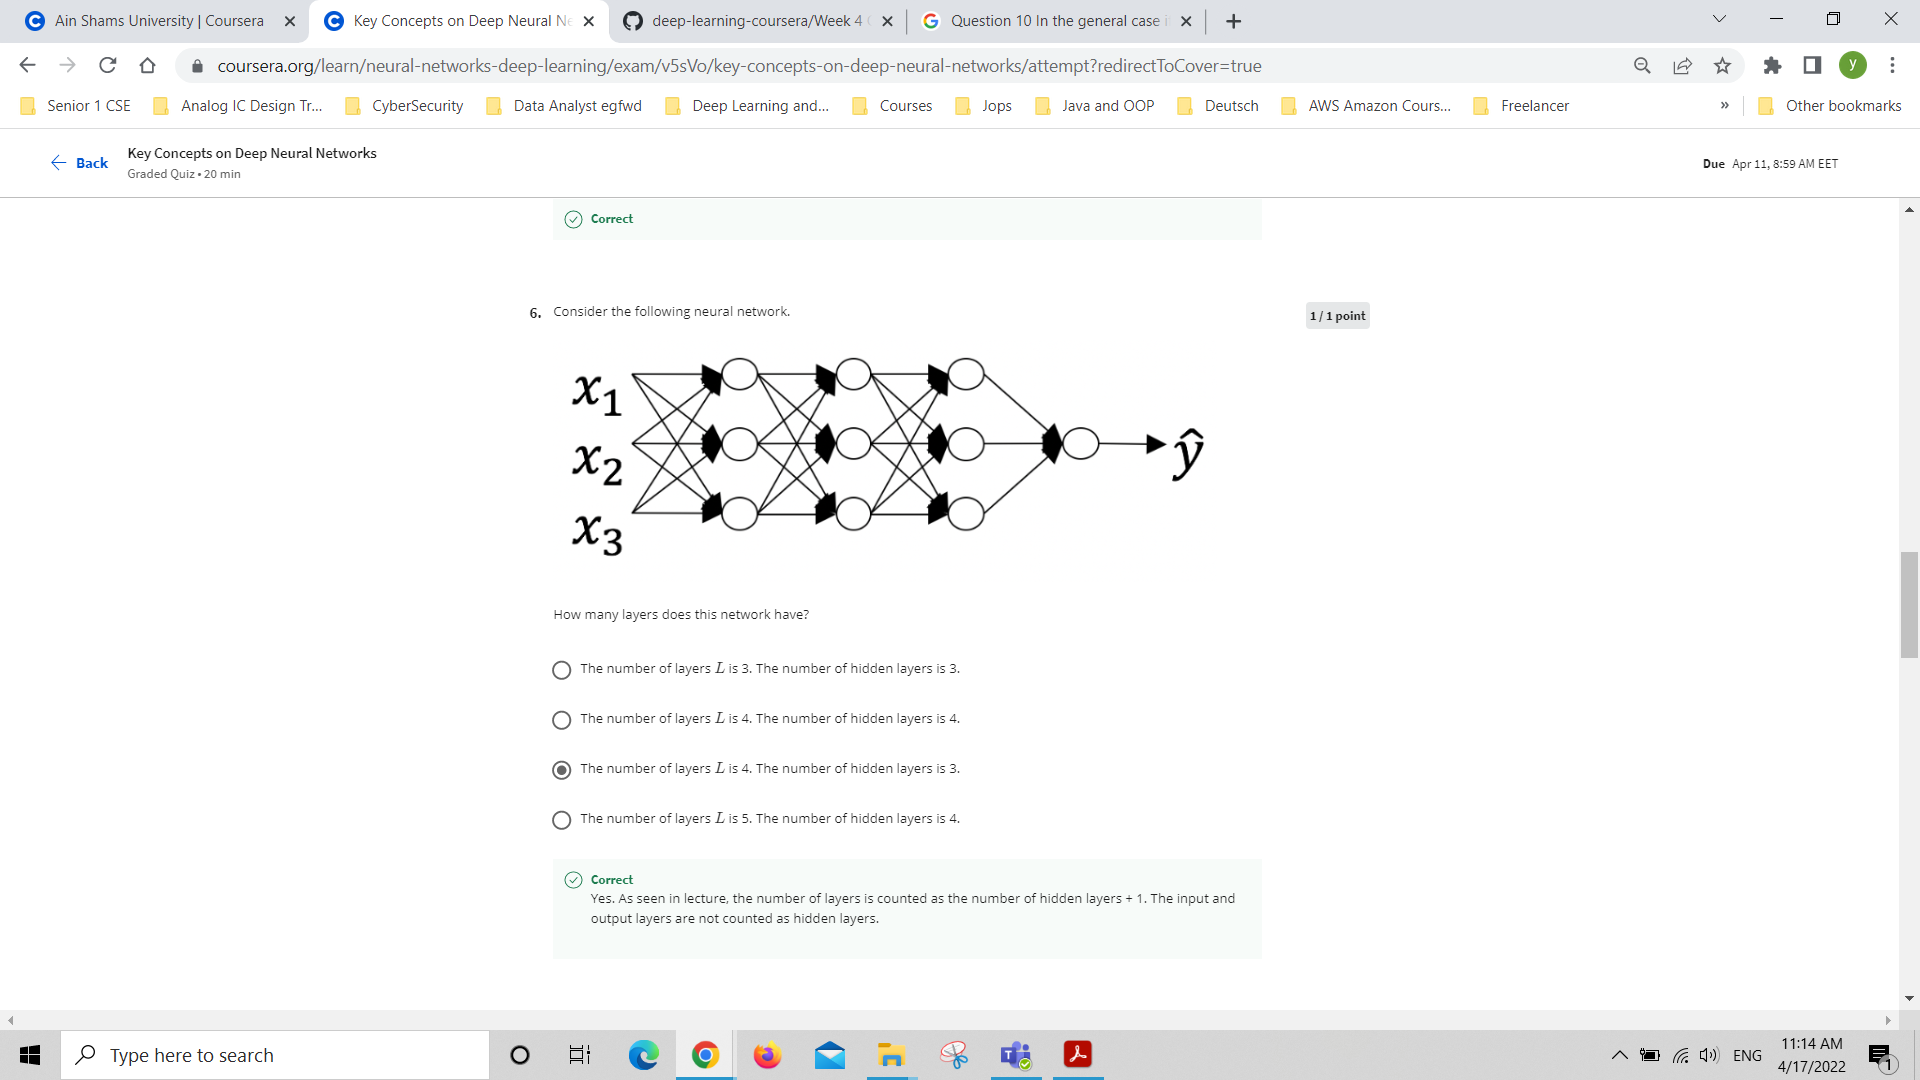 Ain Shams University | Coursera
Key Concepts on Deep Neural Ne
deep-learning-coursera/Week 4
Question 10 In the general case i
coursera.org/learn/neural-networks-deep-learning/exam/v5sVo/key-concepts-on-deep-neural-networks/attempt?redirectToCover=true
y
Senior 1 CSE
Analog IC Design Tr...
CyberSecurity
Data Analyst egfwd
Deep Learning and...
Courses
Jops
Java and OOP
Deutsch
AWS Amazon Cours...
Freelancer
»
Other bookmarks
Back
Key Concepts on Deep Neural Networks
Graded Quiz • 20 min
Due Apr 11, 8:59 AM EET
Correct
6. Consider the following neural network.
1 / 1 point
x1
x2
x3
ŷ
How many layers does this network have?
The number of layers L is 3. The number of hidden layers is 3.
The number of layers L is 4. The number of hidden layers is 4.
The number of layers L is 4. The number of hidden layers is 3.
The number of layers L is 5. The number of hidden layers is 4.
Correct
Yes. As seen in lecture, the number of layers is counted as the number of hidden layers + 1. The input and
output layers are not counted as hidden layers.
Type here to search
ENG
11:14 AM
4/17/2022
1